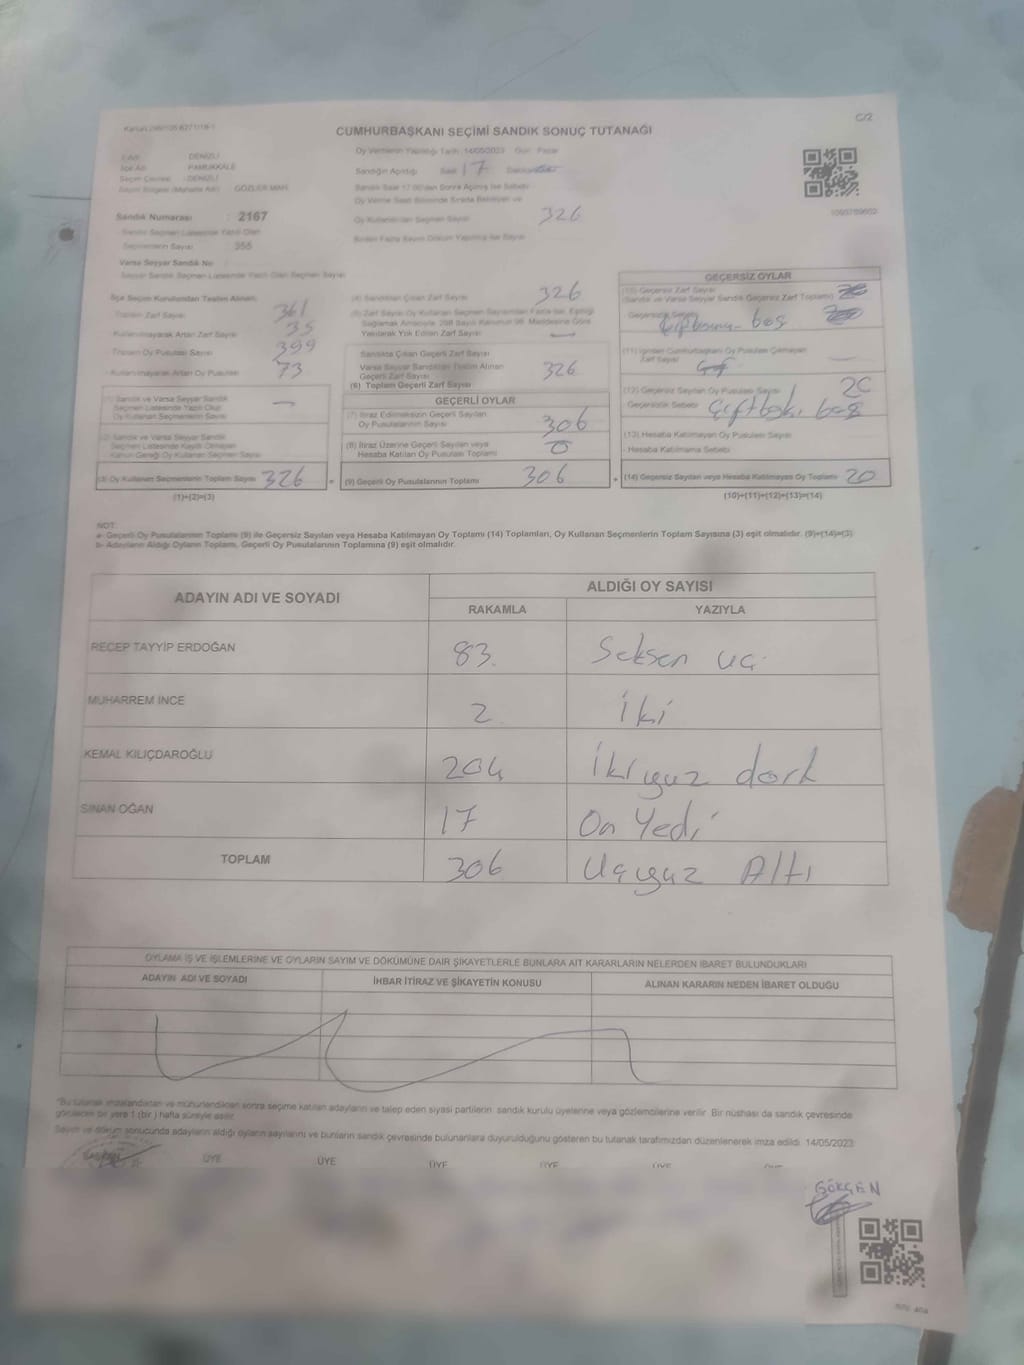 C/2
CUMHURBAŞKANI SEÇİMİ SANDIK SONUÇ TUTANAĞI
Oy Vermenin Yapıldığı Tarih: 14/05/2023 Gün: Pazar
İl Adı : DENİZLİ
İlçe Adı : PAMUKKALE
Seçim Çevresi : DENİZLİ
Seçim Bölgesi (Muhtarlık Adı) : GÖZLER MAH.
Sandığın Açıldığı Saat 17
Sandık Saat 17.00'dan Sonra Açılmış İse Sebebi
Sandık Numarası : 2167
Sandık Seçmen Listesinde Yazılı Olan
Seçmenlerin Sayısı : 355
Oy Kullanan Seçmen Sayısı 326
Birden Fazla Sayım Döküm Yapılmış İse Sayısı
Varsa Seyyar Sandık No
Seyyar Sandık Seçmen Listesinde Yazılı Olan Seçmen Sayısı
İlçe Seçim Kurulundan Teslim Alınan;
Toplam Zarf Sayısı 361
Kullanılmayarak Artan Zarf Sayısı 35
Toplam Oy Pusulası Sayısı 399
Kullanılmayarak Artan Oy Pusulası 73
(1) Sandık ve Varsa Seyyar Sandık
Seçmen Listesinde Yazılı Olup
Oy Kullanan Seçmenlerin Sayısı —
(2) Sandık ve Varsa Seyyar Sandık
Seçmen Listesinde Kayıtlı Olmayan
Kanun Gereği Oy Kullanan Seçmen Sayısı
(3) Oy Kullanan Seçmenlerin Toplam Sayısı 326
(1)+(2)=(3)
(4) Sandıktan Çıkan Zarf Sayısı 326
(5) Zarf Sayısı Oy Kullanan Seçmen Sayısından Fazla İse, Eşitliği
Sağlamak Amacıyla 298 Sayılı Kanunun 98. Maddesine Göre
Yakılarak Yok Edilen Zarf Sayısı —
Sandıkta Çıkan Geçerli Zarf Sayısı
Varsa Seyyar Sandıktan Teslim Alınan
Geçerli Zarf Sayısı
(6) Toplam Geçerli Zarf Sayısı 326
GEÇERLİ OYLAR
(7) İtiraz Edilmeksizin Geçerli Sayılan
Oy Pusulasının Sayısı 306
(8) İtiraz Üzerine Geçerli Sayılan veya
Hesaba Katılan Oy Pusulası Toplamı 0
(9) Geçerli Oy Pusulalarının Toplamı 306
GEÇERSİZ OYLAR
(10) Geçersiz Zarf Sayısı
(Sandık ve Varsa Seyyar Sandık Geçersiz Zarf Toplamı)
Geçersizlik Sebebi boş
(11) İçinden Cumhurbaşkanı Oy Pusulası Çıkmayan
Zarf Sayısı —
(12) Geçersiz Sayılan Oy Pusulası Sayısı 20
Geçersizlik Sebebi Çift baskı boş
(13) Hesaba Katılmayan Oy Pusulası Sayısı
Hesaba Katılmama Sebebi
(14) Geçersiz Sayılan veya Hesaba Katılmayan Oy Toplamı 20
(10)+(11)+(12)+(13)=(14)
NOT:
a- Geçerli Oy Pusulalarının Toplamı (9) ile Geçersiz Sayılan veya Hesaba Katılmayan Oy Toplamı (14) Toplamları, Oy Kullanan Seçmenlerin Toplam Sayısına (3) eşit olmalıdır. (9)+(14)=(3)
b- Adayların Aldığı Oyların Toplamı, Geçerli Oy Pusulalarının Toplamına (9) eşit olmalıdır.
ADAYIN ADI VE SOYADI
ALDIĞI OY SAYISI
RAKAMLA YAZIYLA
RECEP TAYYİP ERDOĞAN 83 Seksen üç
MUHARREM İNCE 2 İki
KEMAL KILIÇDAROĞLU 204 İkiyüz dört
SİNAN OĞAN 17 On Yedi
TOPLAM 306 Üçyüz Altı
OYLAMA İŞ VE İŞLEMLERİNE VE OYLARIN SAYIM VE DÖKÜMÜNE DAİR ŞİKAYETLERLE BUNLARA AİT KARARLARIN NELERDEN İBARET BULUNDUKLARI
ADAYIN ADI VE SOYADI İHBAR İTİRAZ VE ŞİKAYETİN KONUSU ALINAN KARARIN NEDEN İBARET OLDUĞU
"Bu tutanak imzalandıktan ve mühürlendikten sonra seçime katılan adayların ve talep eden siyasi partilerin sandık kurulu üyelerine veya gözlemcilerine verilir. Bir nüshası da sandık çevresinde
görülecek bir yere 1 (bir) hafta süreyle asılır.
Sayım ve döküm sonucunda adayların aldığı oyların sayılarını ve bunların sandık çevresinde bulunanlara duyurulduğunu gösteren bu tutanak tarafımızdan düzenlenerek imza edildi. 14/05/2023
BAŞKAN ÜYE ÜYE ÜYE ÜYE ÜYE ÜYE
GÖKÇEN